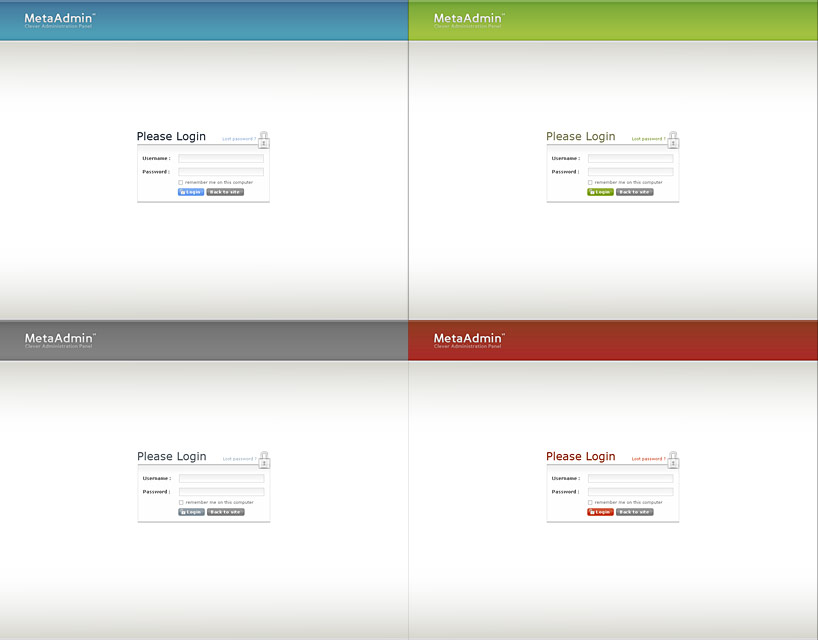 MetaAdmin™
Clever Administration Panel
Please Login
Lost password ?
Username :
Password :
remember me on this computer
Login
Back to site
MetaAdmin™
Clever Administration Panel
Please Login
Lost password ?
Username :
Password :
remember me on this computer
Login
Back to site
MetaAdmin™
Clever Administration Panel
Please Login
Lost password ?
Username :
Password :
remember me on this computer
Login
Back to site
MetaAdmin™
Clever Administration Panel
Please Login
Lost password ?
Username :
Password :
remember me on this computer
Login
Back to site